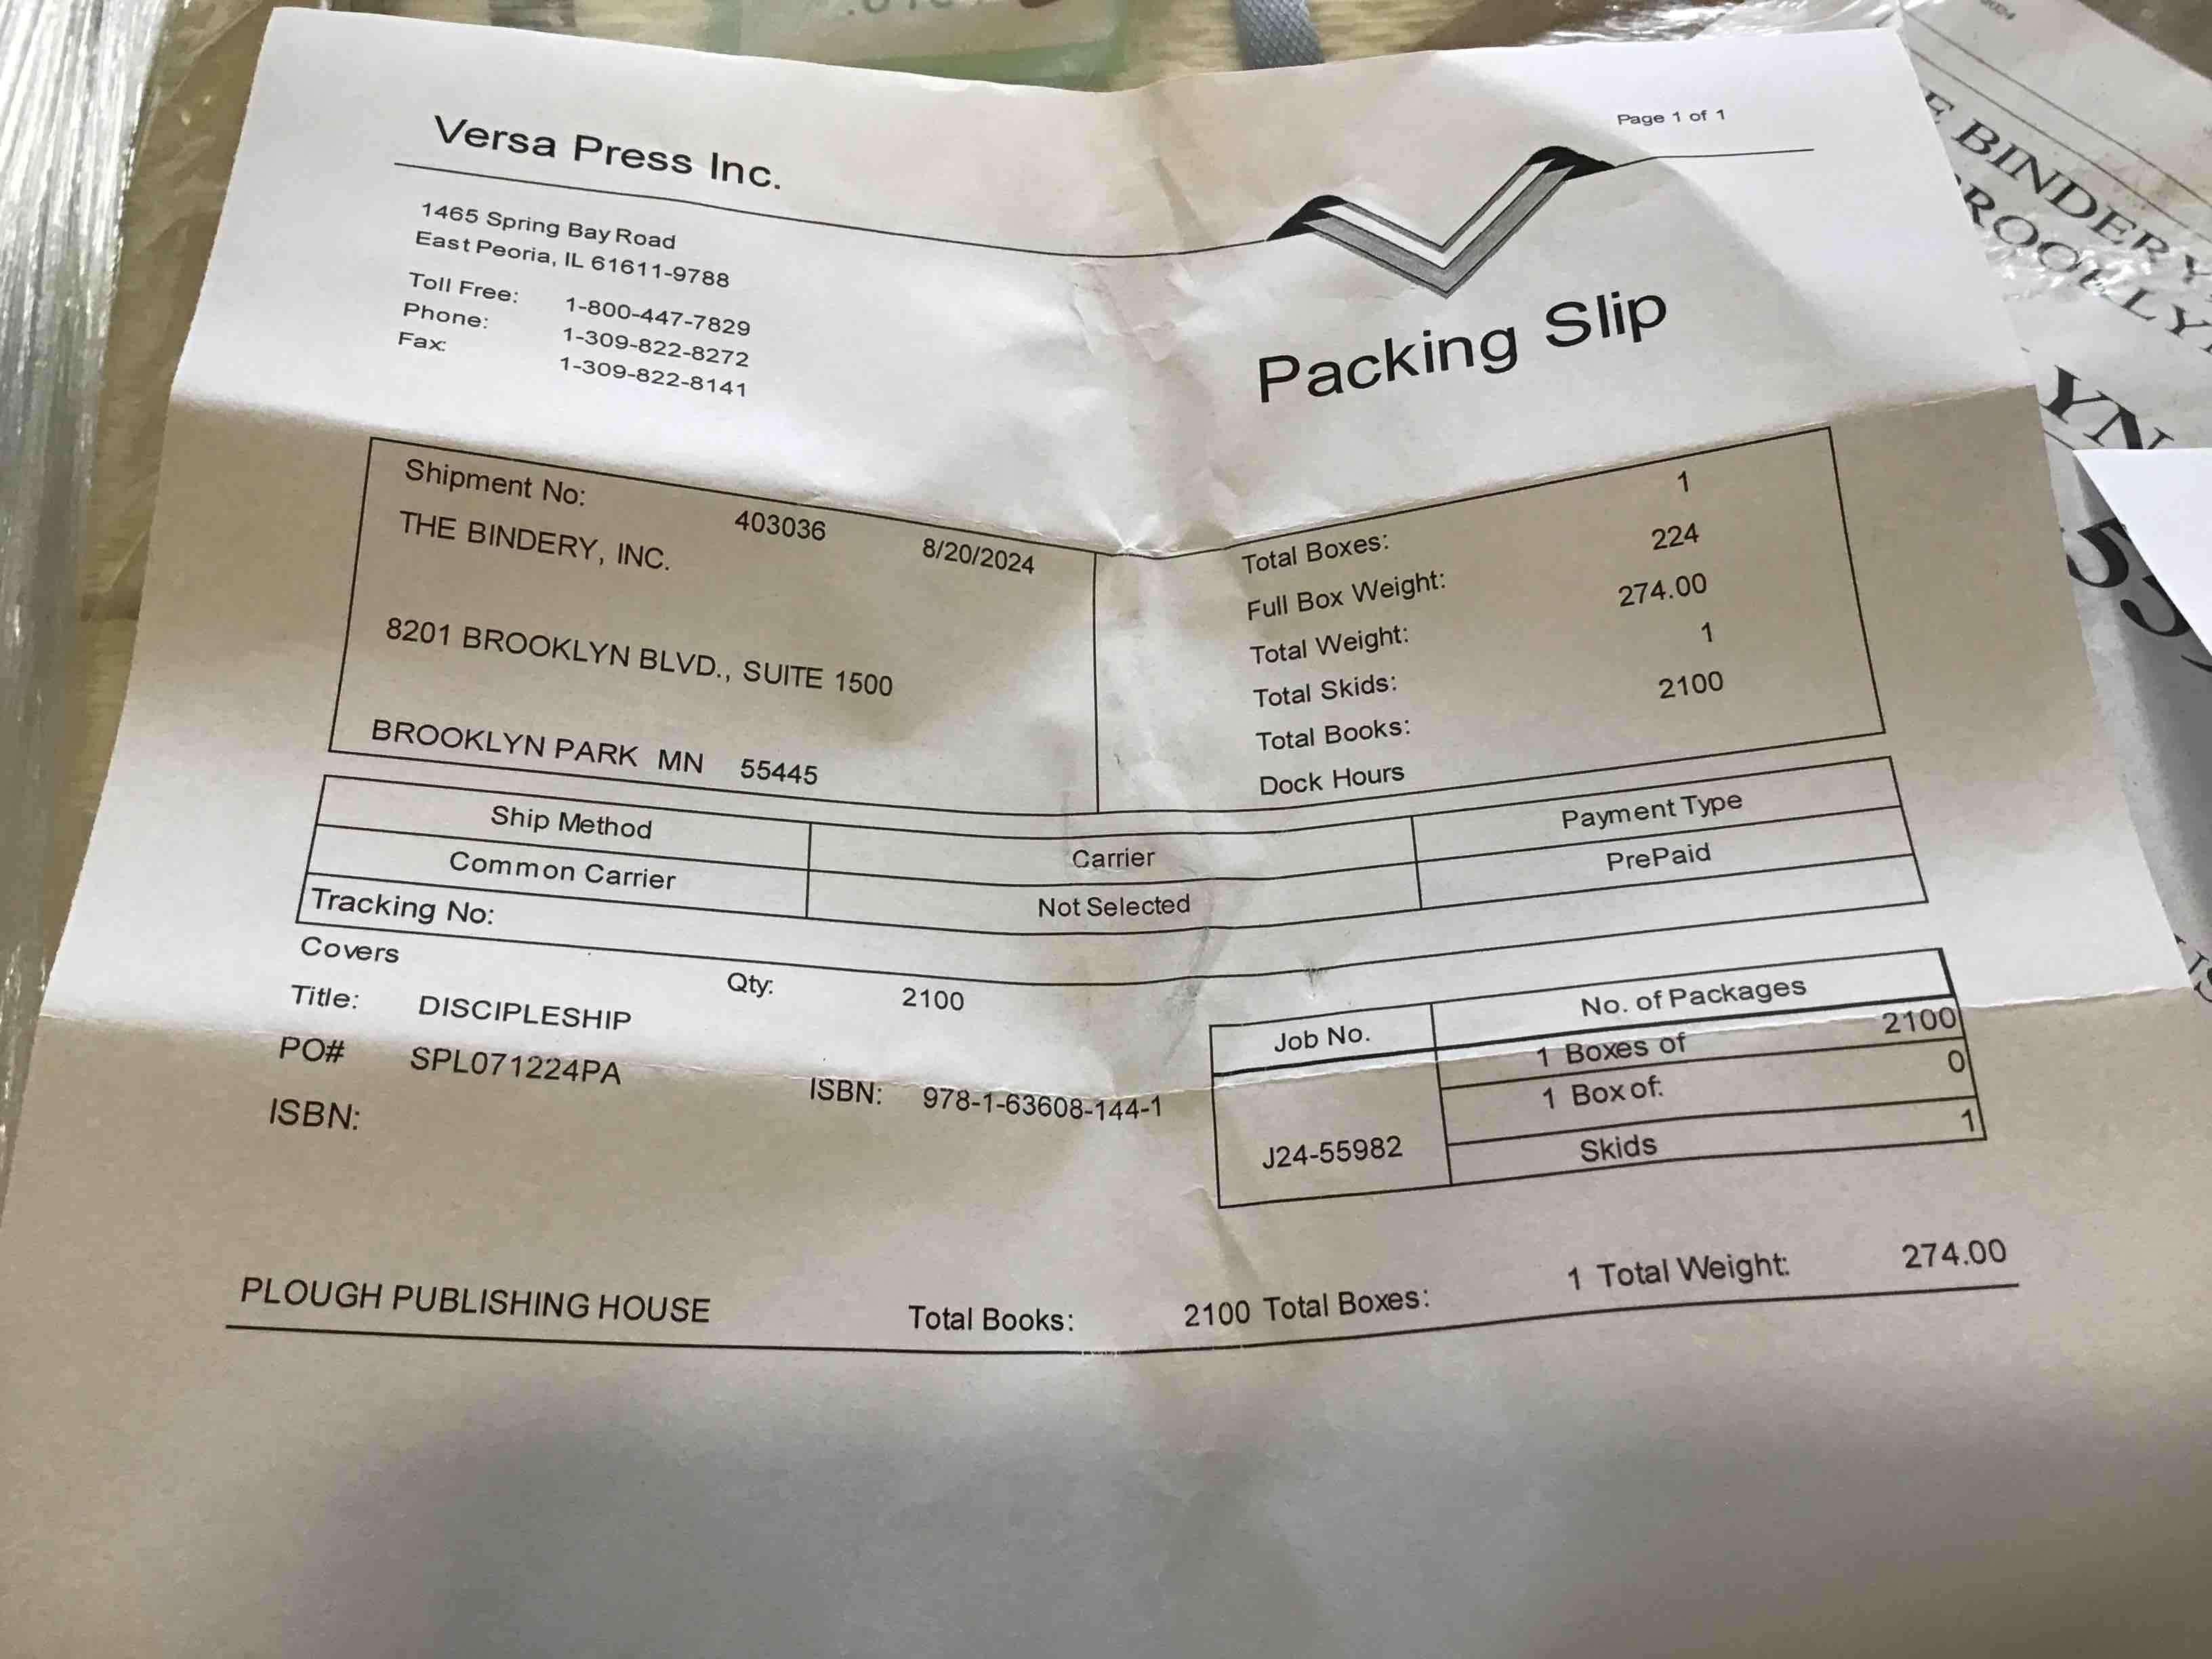 Page 1 of 1
Versa Press Inc.
1465 Spring Bay Road
East Peoria, IL 61611-9788
Toll Free: 1-800-447-7829
Phone: 1-309-822-8272
Fax: 1-309-822-8141
Packing Slip
Shipment No: 403036 8/20/2024
THE BINDERY, INC.
8201 BROOKLYN BLVD., SUITE 1500
BROOKLYN PARK MN 55445
Total Boxes: 1
Full Box Weight: 224
Total Weight: 274.00
Total Skids: 1
Total Books: 2100
Dock Hours
Ship Method Carrier Payment Type
Common Carrier Not Selected PrePaid
Tracking No:
Covers Qty: 2100
Title: DISCIPLESHIP
PO# SPL071224PA ISBN: 978-1-63608-144-1
ISBN:
Job No. No. of Packages
J24-55982
1 Boxes of 2100
1 Box of: 0
Skids 1
PLOUGH PUBLISHING HOUSE Total Books: 2100 Total Boxes: 1 Total Weight: 274.00
E BINDERY
ROOKLY
YN